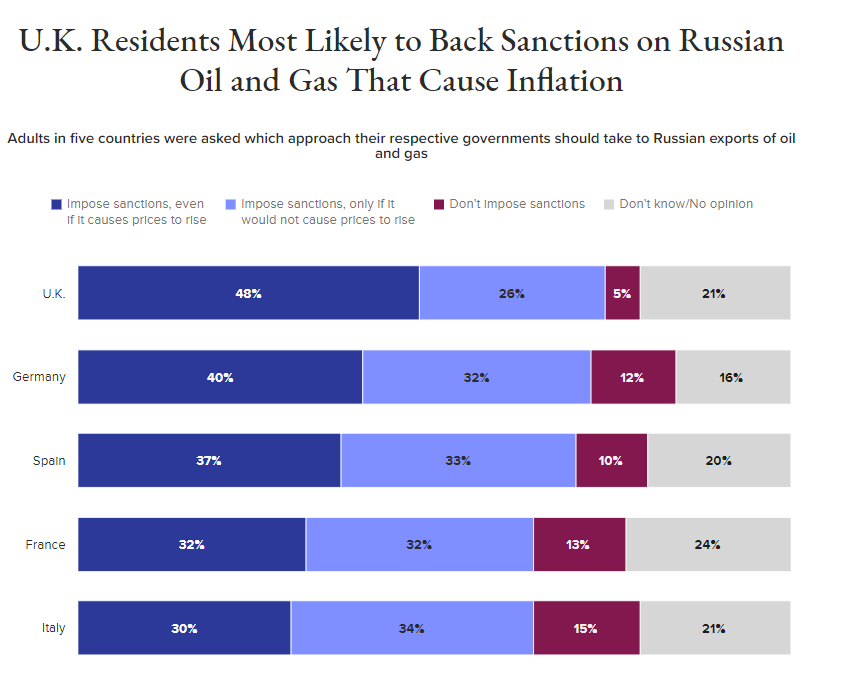 U.K. Residents Most Likely to Back Sanctions on Russian
Oil and Gas That Cause Inflation
Adults in five countries were asked which approach their respective governments should take to Russian exports of oil
and gas
Impose sanctions, even
if it causes prices to rise
Impose sanctions, only if it
would not cause prices to rise
Don't impose sanctions
Don't know/No opinion
U.K. 48% 26% 5% 21%
Germany 40% 32% 12% 16%
Spain 37% 33% 10% 20%
France 32% 32% 13% 24%
Italy 30% 34% 15% 21%